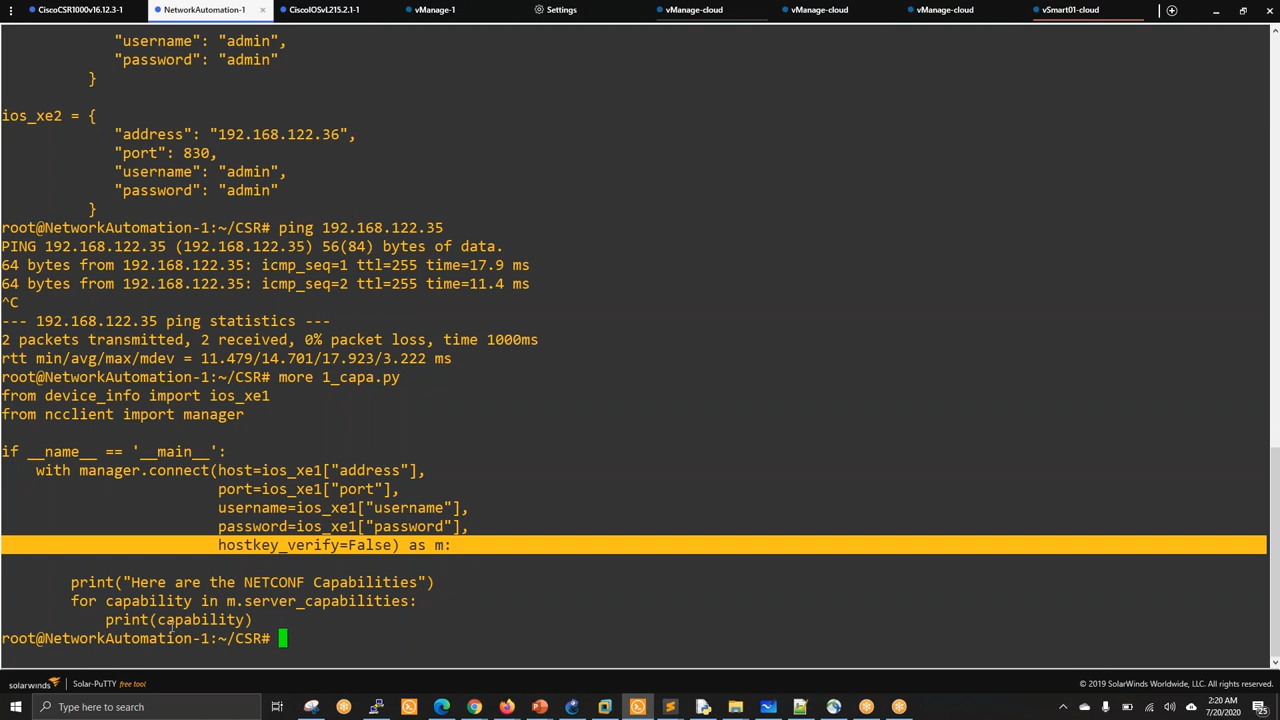 CiscoCSR1000v16.12.3-1
NetworkAutomation-1
CiscoIOSvL215.2.1-1
vManage-1
Settings
vManage-cloud
vManage-cloud
vManage-cloud
vSmart01-cloud
"username": "admin",
"password": "admin"
}
ios_xe2 = {
"address": "192.168.122.36",
"port": 830,
"username": "admin",
"password": "admin"
}
root@NetworkAutomation-1:~/CSR# ping 192.168.122.35
PING 192.168.122.35 (192.168.122.35) 56(84) bytes of data.
64 bytes from 192.168.122.35: icmp_seq=1 ttl=255 time=17.9 ms
64 bytes from 192.168.122.35: icmp_seq=2 ttl=255 time=11.4 ms
^C
--- 192.168.122.35 ping statistics ---
2 packets transmitted, 2 received, 0% packet loss, time 1000ms
rtt min/avg/max/mdev = 11.479/14.701/17.923/3.222 ms
root@NetworkAutomation-1:~/CSR# more 1_capa.py
from device_info import ios_xe1
from ncclient import manager
if __name__ == '__main__':
with manager.connect(host=ios_xe1["address"],
port=ios_xe1["port"],
username=ios_xe1["username"],
password=ios_xe1["password"],
hostkey_verify=False) as m:
print("Here are the NETCONF Capabilities")
for capability in m.server_capabilities:
print(capability)
root@NetworkAutomation-1:~/CSR#
solarwinds Solar-PuTTY free tool
© 2019 SolarWinds Worldwide, LLC. All rights reserved.
Type here to search
2:20 AM
7/20/2020
25